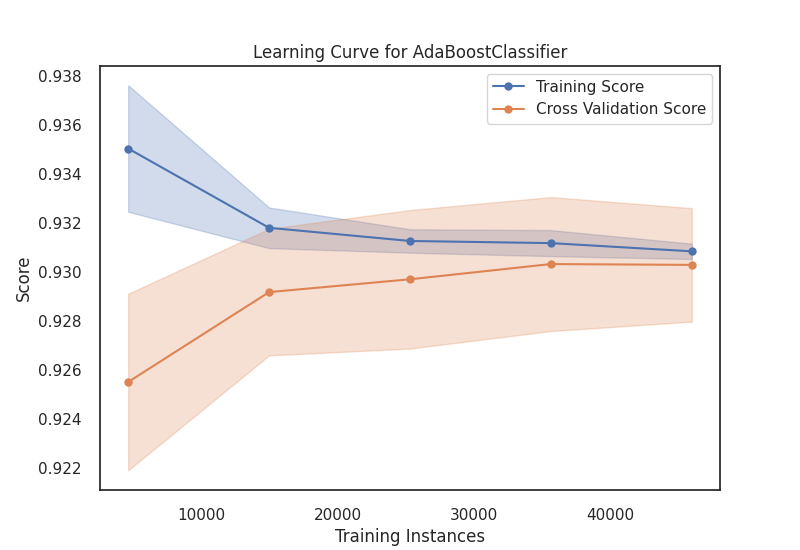 Learning Curve for AdaBoostClassifier
Training Score
Cross Validation Score
0.938
0.936
0.934
0.932
0.930
0.928
0.926
0.924
0.922
Score
10000
20000
30000
40000
Training Instances